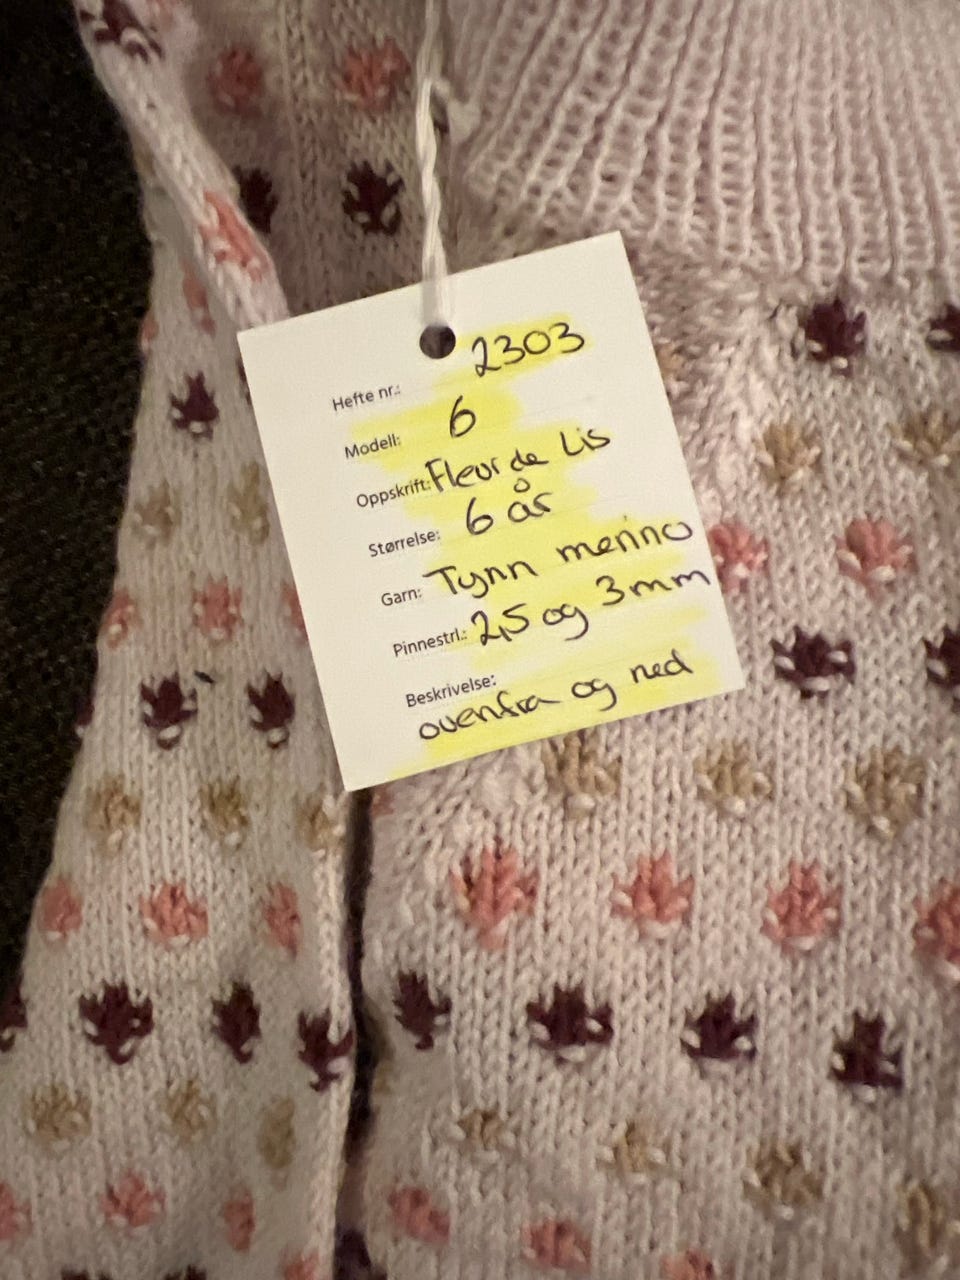 Hefte nr.: 2303
Modell: 6
Oppskrift: Fleur de Lis
Størrelse: 6 år
Garn: Tynn merino
Pinnestrl.: 2,5 og 3mm
Beskrivelse:
ovenfra og ned